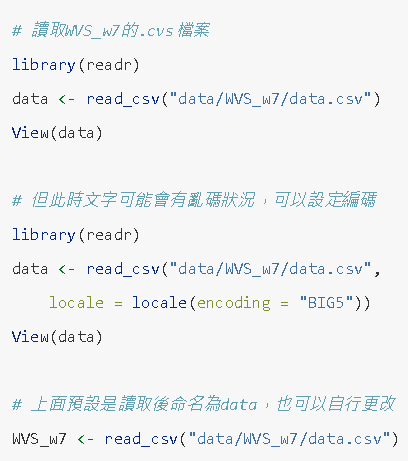 # 讀取WVS_w7的.cvs檔案
library(readr)
data <- read_csv("data/WVS_w7/data.csv")
View(data)
# 但此時文字可能會有亂碼狀況，可以設定編碼
library(readr)
data <- read_csv("data/WVS_w7/data.csv",
locale = locale(encoding = "BIG5"))
View(data)
# 上面預設是讀取後命名為data，也可以自行更改
WVS_w7 <- read_csv("data/WVS_w7/data.csv")